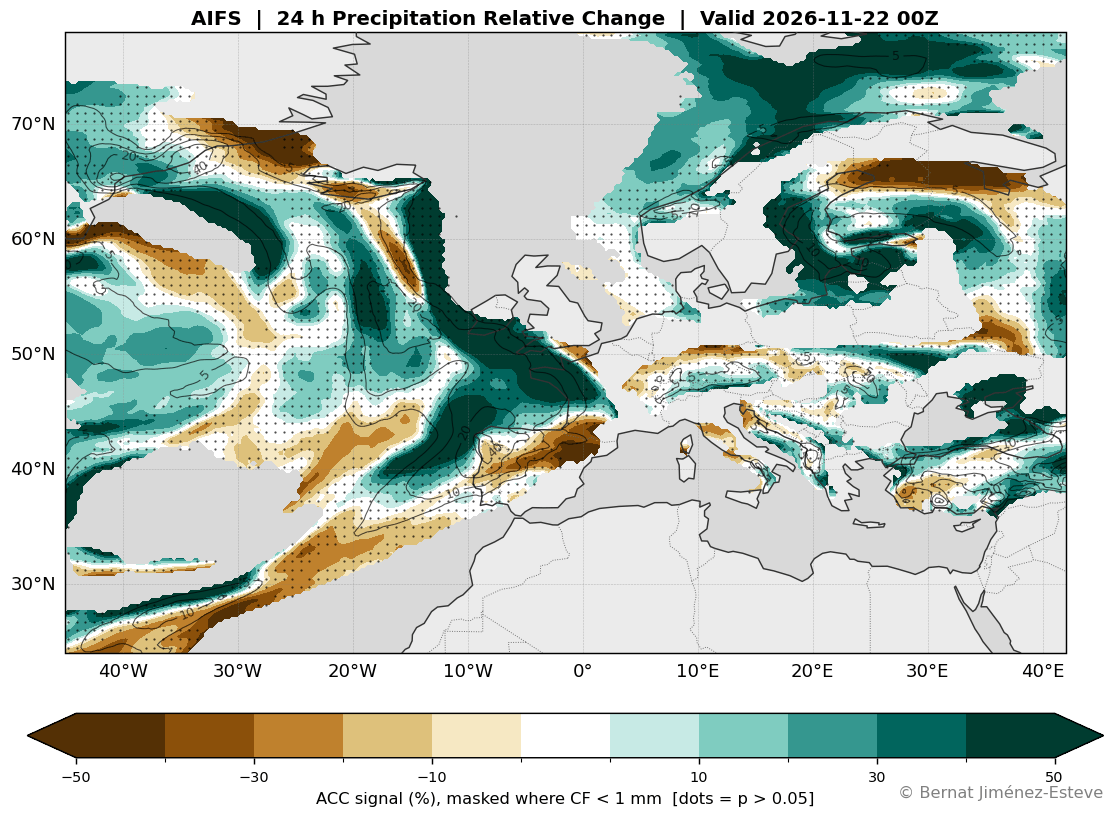 AIFS | 24 h Precipitation Relative Change | Valid 2026-11-22 00Z
70°N
60°N
50°N
40°N
30°N
40°W
30°W
20°W
10°W
0°
10°E
20°E
30°E
40°E
−50
−30
−10
10
30
50
ACC signal (%), masked where CF < 1 mm [dots = p > 0.05]
© Bernat Jiménez-Esteve